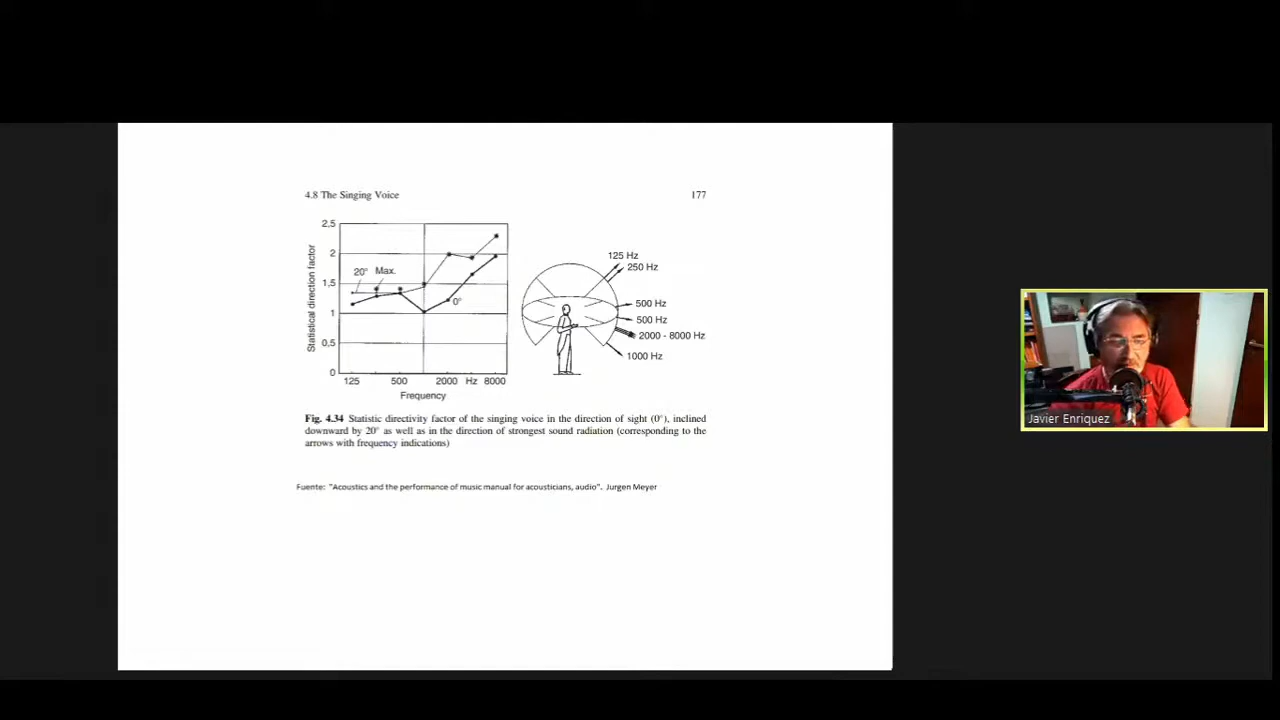 4.8 The Singing Voice 177
2,5
2
1,5
1
0,5
0
Statistical direction factor
20° Max.
0°
125 500 2000 Hz 8000
Frequency
125 Hz
250 Hz
500 Hz
500 Hz
2000 - 8000 Hz
1000 Hz
Fig. 4.34 Statistic directivity factor of the singing voice in the direction of sight (0°), inclined
downward by 20° as well as in the direction of strongest sound radiation (corresponding to the
arrows with frequency indications)
Fuente: "Acoustics and the performance of music manual for acousticians, audio". Jurgen Meyer
Javier Enriquez